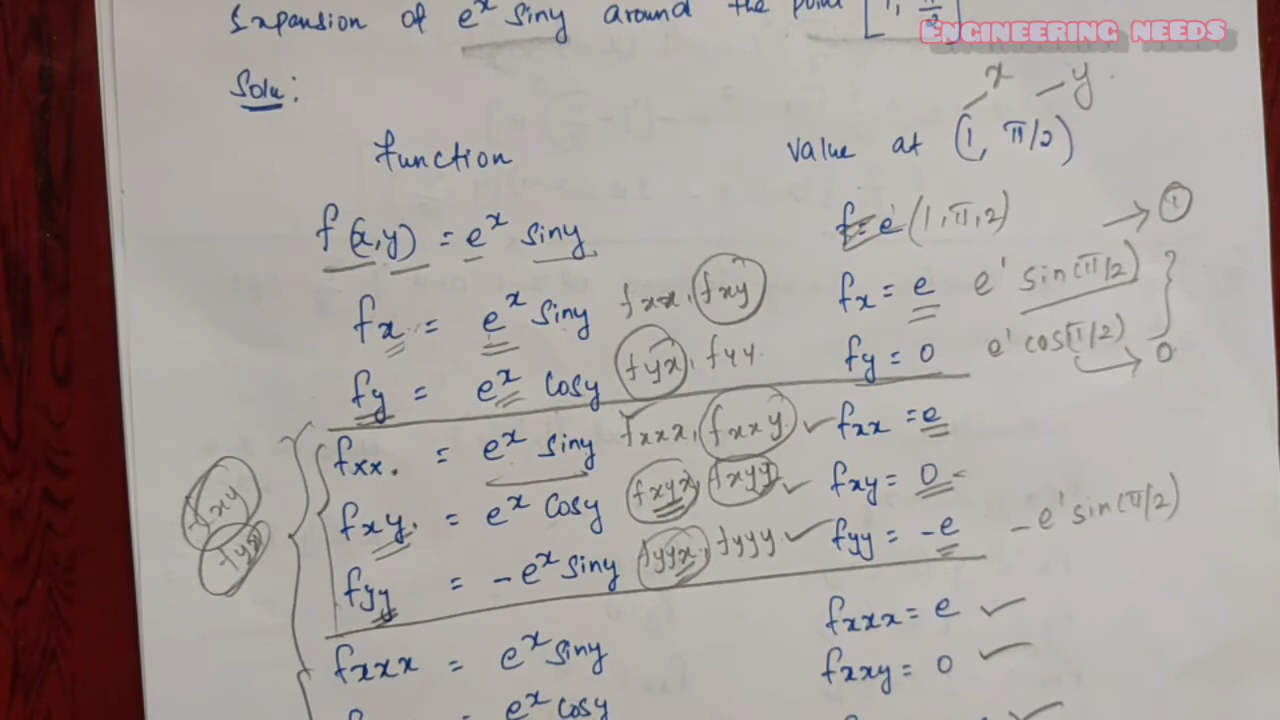 Expansion of e^x siny around the point [1, π/2]
ENGINEERING NEEDS
Solu:
x y
function value at (1, π/2)
f(x,y) = e^x siny f = e (1,π,2) → 1
fx = e^x siny fxx, fxy fx = e e' sin(π/2)
fy = e^x cosy fyx, fyy fy = 0 e' cos(π/2) → 0
fxx. = e^x siny fxxx, fxxy ✓ fxx = e
fxy fxy. = e^x cosy fxyx, fxyy ✓ fxy = 0
fyx fyy = -e^x siny fyyx, fyyy ✓ fyy = -e -e' sin(π/2)
fxxx = e^x siny fxxx = e ✓
fxxy = 0 ✓
= e^x cosy